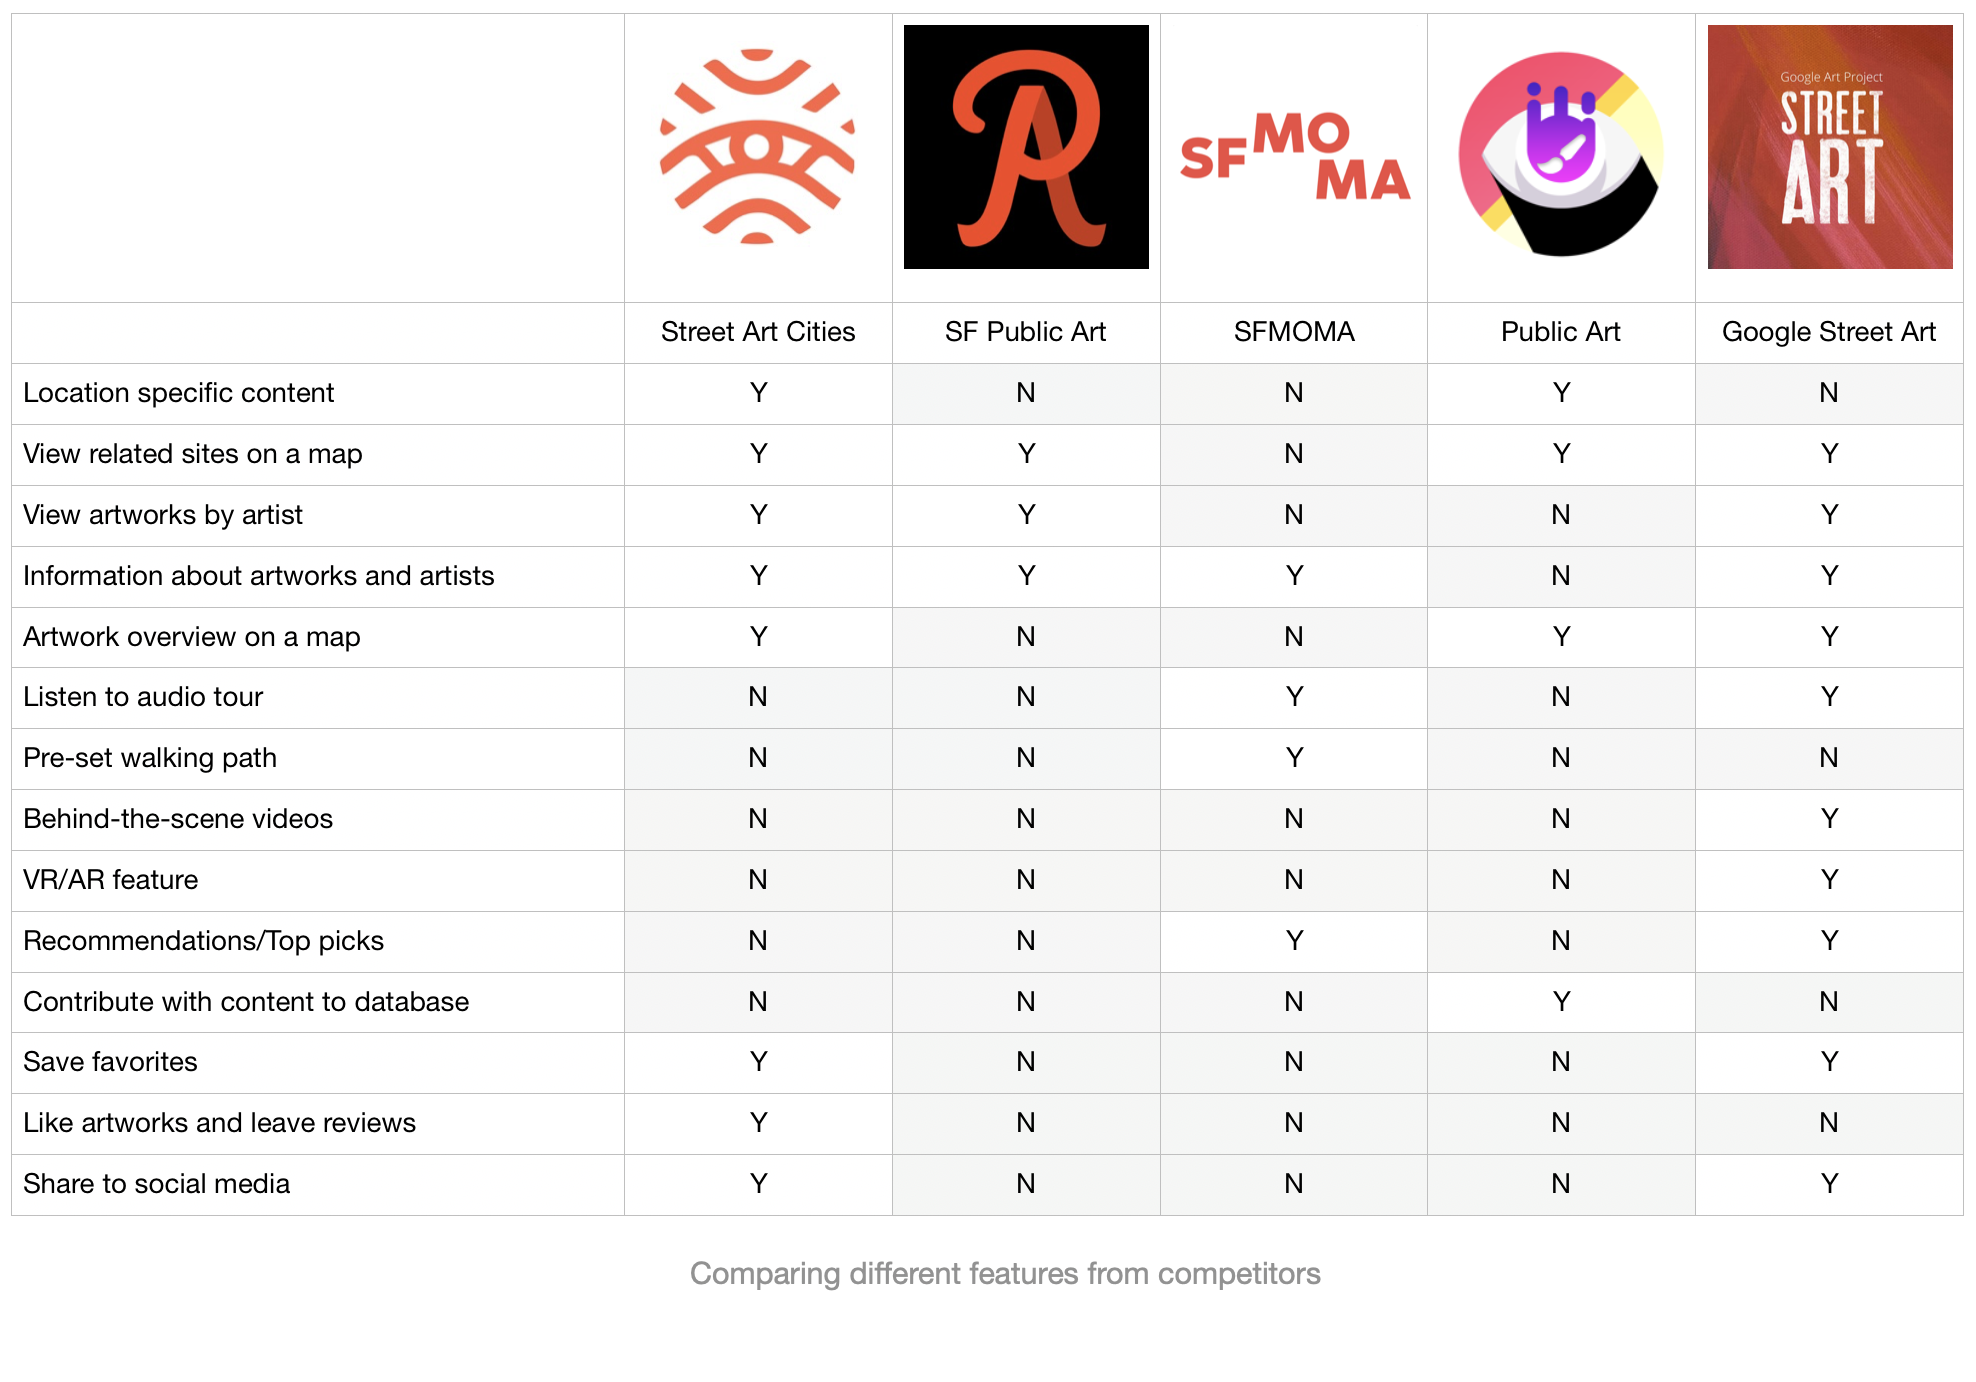 SFMOMA
Google Art Project
STREET
ART
Street Art Cities SF Public Art SFMOMA Public Art Google Street Art
Location specific content Y N N Y N
View related sites on a map Y Y N Y Y
View artworks by artist Y Y N N Y
Information about artworks and artists Y Y Y N Y
Artwork overview on a map Y N N Y Y
Listen to audio tour N N Y N Y
Pre-set walking path N N Y N N
Behind-the-scene videos N N N N Y
VR/AR feature N N N N Y
Recommendations/Top picks N N Y N Y
Contribute with content to database N N N Y N
Save favorites Y N N N Y
Like artworks and leave reviews Y N N N N
Share to social media Y N N N Y
Comparing different features from competitors